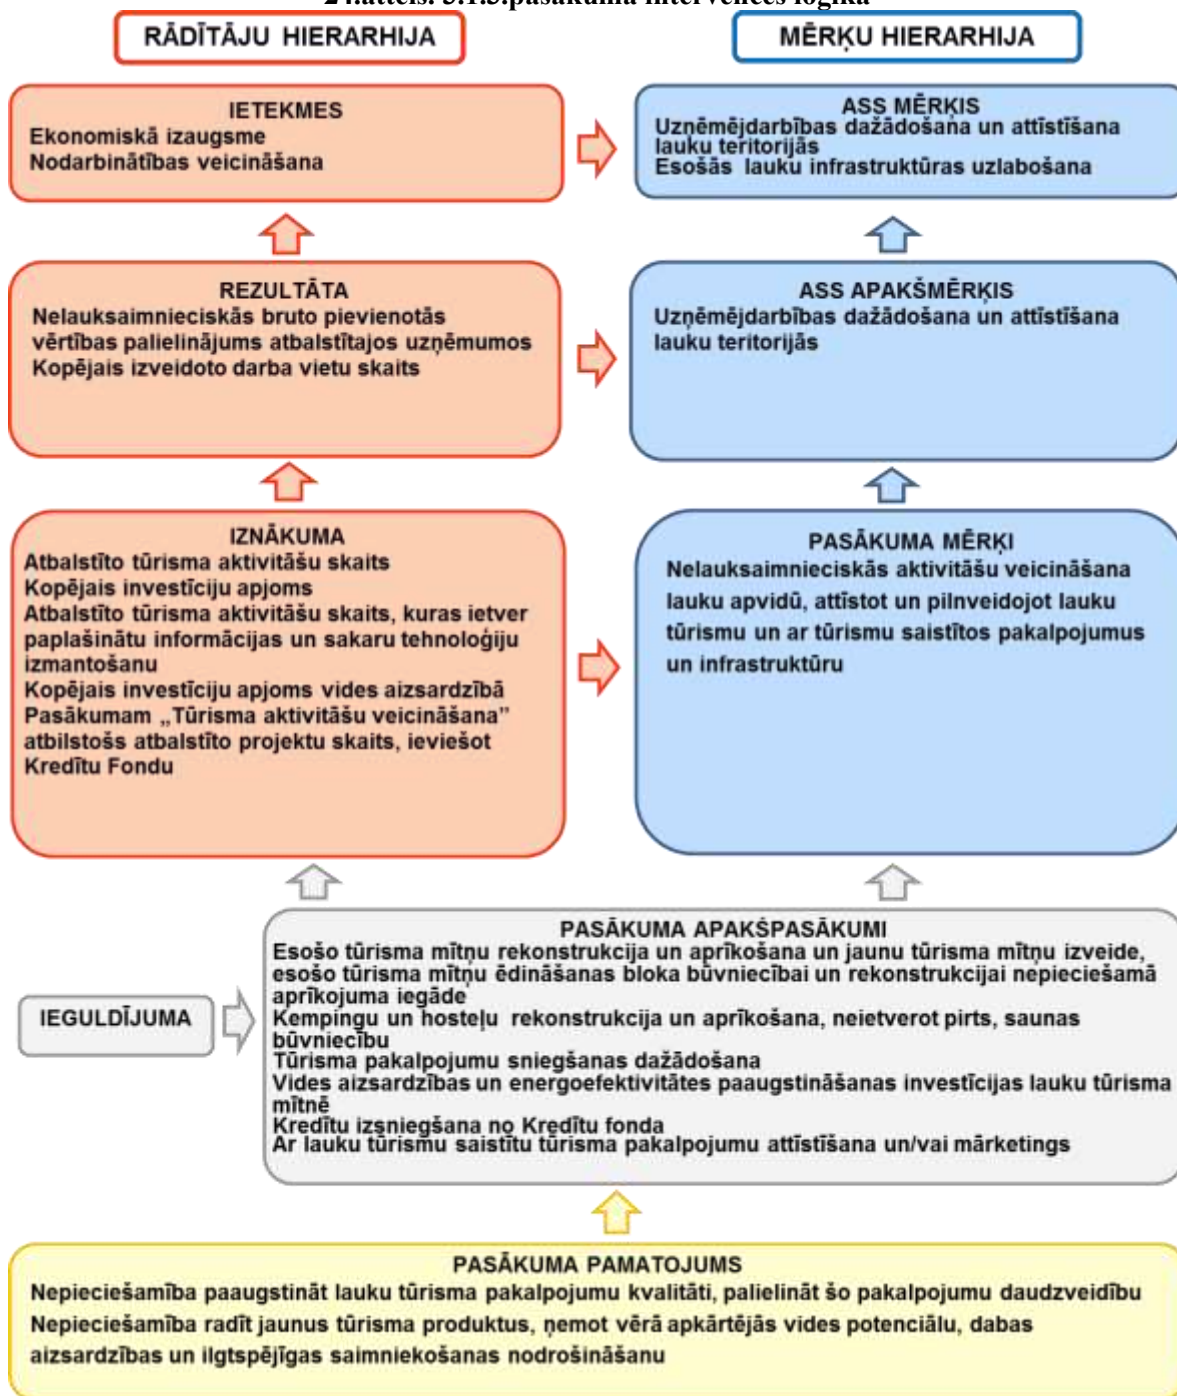 24.attēls. 3.1.3.pasākuma intervences loģika
RĀDĪTĀJU HIERARHIJA
MĒRĶU HIERARHIJA
IETEKMES
Ekonomiskā izaugsme
Nodarbinātības veicināšana
ASS MĒRĶIS
Uzņēmējdarbības dažādošana un attīstīšana
lauku teritorijās
Esošās lauku infrastruktūras uzlabošana
REZULTĀTA
Nelauksaimnieciskās bruto pievienotās
vērtības palielinājums atbalstītajos uzņēmumos
Kopējais izveidoto darba vietu skaits
ASS APAKŠMĒRĶIS
Uzņēmējdarbības dažādošana un attīstīšana
lauku teritorijās
IZNĀKUMA
Atbalstīto tūrisma aktivitāšu skaits
Kopējais investīciju apjoms
Atbalstīto tūrisma aktivitāšu skaits, kuras ietver
paplašinātu informācijas un sakaru tehnoloģiju
izmantošanu
Kopējais investīciju apjoms vides aizsardzībā
Pasākumam „Tūrisma aktivitāšu veicināšana”
atbilstošs atbalstīto projektu skaits, ieviešot
Kredītu Fondu
PASĀKUMA MĒRĶI
Nelauksaimnieciskās aktivitāšu veicināšana
lauku apvidū, attīstot un pilnveidojot lauku
tūrismu un ar tūrismu saistītos pakalpojumus
un infrastruktūru
IEGULDĪJUMA
PASĀKUMA APAKŠPASĀKUMI
Esošo tūrisma mītņu rekonstrukcija un aprīkošana un jaunu tūrisma mītņu izveide,
esošo tūrisma mītņu ēdināšanas bloka būvniecībai un rekonstrukcijai nepieciešamā
aprīkojuma iegāde
Kempingu un hosteļu rekonstrukcija un aprīkošana, neietverot pirts, saunas
būvniecību
Tūrisma pakalpojumu sniegšanas dažādošana
Vides aizsardzības un energoefektivitātes paaugstināšanas investīcijas lauku tūrisma
mītnē
Kredītu izsniegšana no Kredītu fonda
Ar lauku tūrismu saistītu tūrisma pakalpojumu attīstīšana un/vai mārketings
PASĀKUMA PAMATOJUMS
Nepieciešamība paaugstināt lauku tūrisma pakalpojumu kvalitāti, palielināt šo pakalpojumu daudzveidību
Nepieciešamība radīt jaunus tūrisma produktus, ņemot vērā apkārtējās vides potenciālu, dabas
aizsardzības un ilgtspējīgas saimniekošanas nodrošināšanu